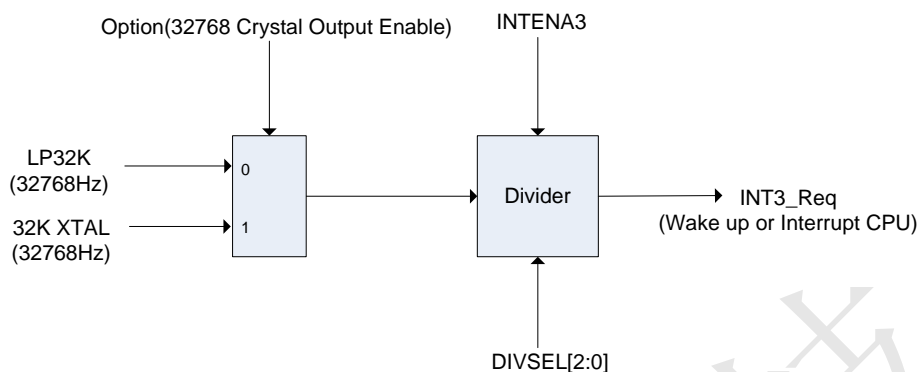 Option(32768 Crystal Output Enable)
INTENA3
LP32K
(32768Hz)
0
32K XTAL
(32768Hz)
1
Divider
INT3_Req
(Wake up or Interrupt CPU)
DIVSEL[2:0]